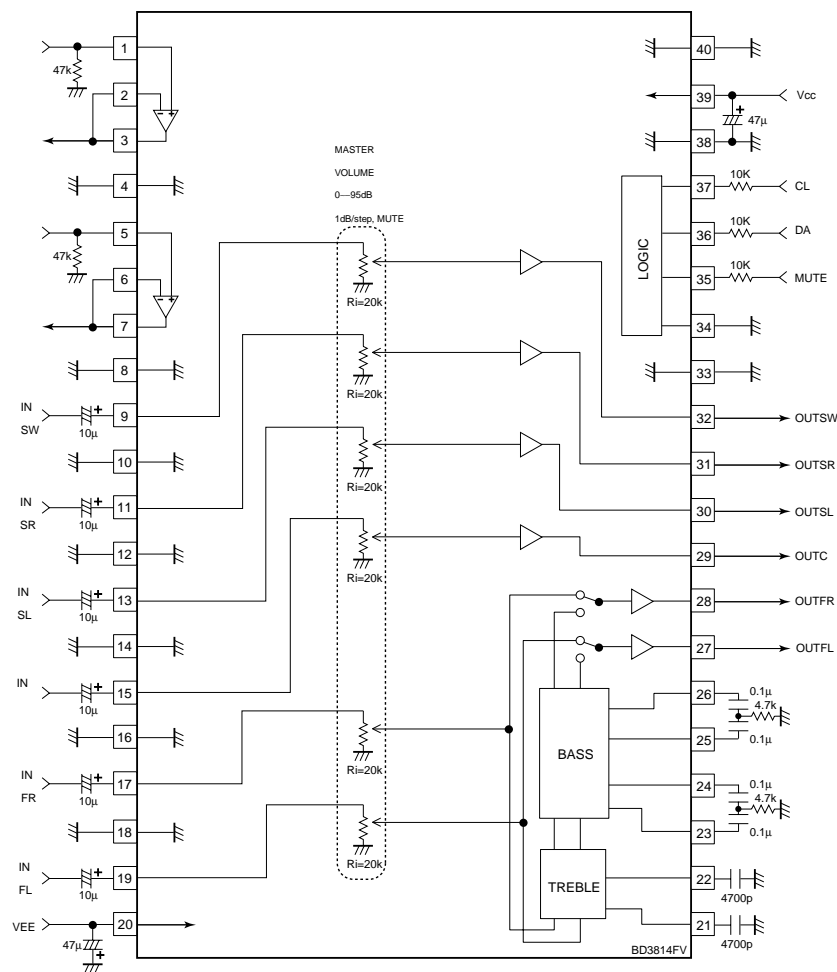 1
47k
2
3
4
5
47k
6
7
8
IN
SW
10µ
9
10
IN
SR
10µ
11
12
IN
SL
10µ
13
14
IN
10µ
15
16
IN
FR
10µ
17
18
IN
FL
10µ
19
VEE
20
47µ
MASTER
VOLUME
0—95dB
1dB/step, MUTE
Ri=20k
Ri=20k
Ri=20k
Ri=20k
Ri=20k
Ri=20k
LOGIC
BASS
TREBLE
BD3814FV
40
39
Vcc
47µ
38
37
10K
CL
36
10K
DA
35
10K
MUTE
34
33
32
OUTSW
31
OUTSR
30
OUTSL
29
OUTC
28
OUTFR
27
OUTFL
26
0.1µ
4.7k
25
0.1µ
24
0.1µ
4.7k
23
0.1µ
22
4700p
21
4700p